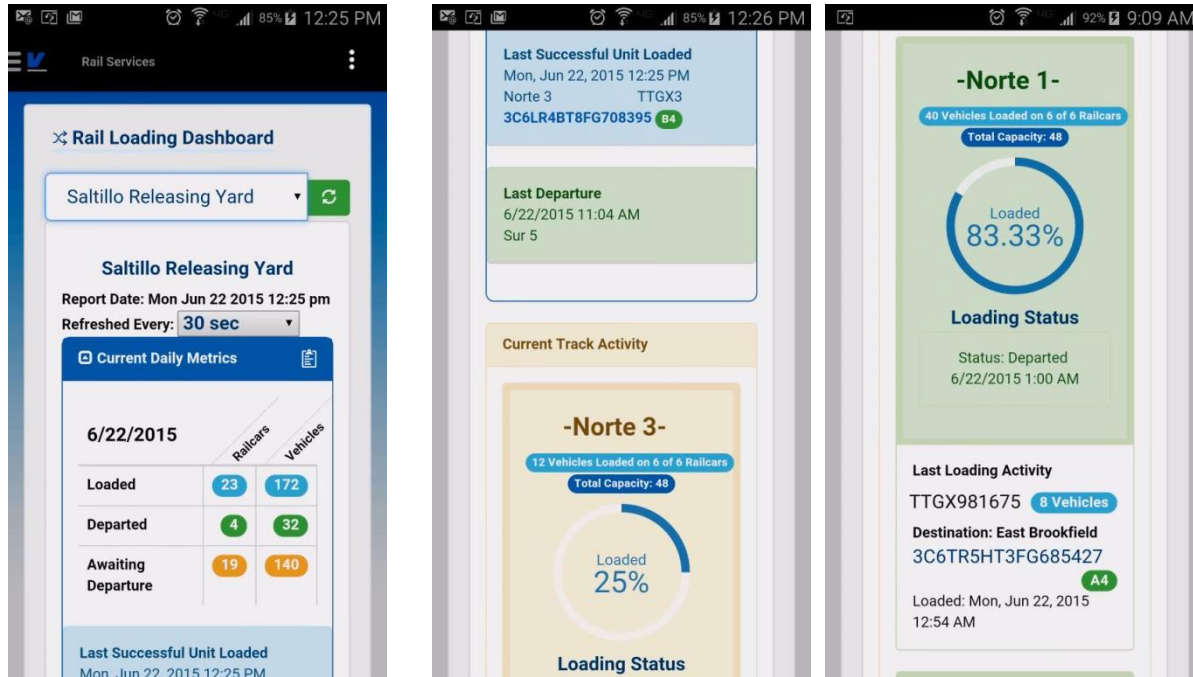 85% 12:25 PM
Rail Services
Rail Loading Dashboard
Saltillo Releasing Yard
Saltillo Releasing Yard
Report Date: Mon Jun 22 2015 12:25 pm
Refreshed Every: 30 sec
Current Daily Metrics
6/22/2015 Railcars Vehicles
Loaded 23 172
Departed 4 32
Awaiting 19 140
Departure
Last Successful Unit Loaded
Mon, Jun 22, 2015 12:25 PM
85% 12:26 PM
Last Successful Unit Loaded
Mon, Jun 22, 2015 12:25 PM
Norte 3 TTGX3
3C6LR4BT8FG708395 B4
Last Departure
6/22/2015 11:04 AM
Sur 5
Current Track Activity
-Norte 3-
12 Vehicles Loaded on 6 of 6 Railcars
Total Capacity: 48
Loaded
25%
Loading Status
92% 9:09 AM
-Norte 1-
40 Vehicles Loaded on 6 of 6 Railcars
Total Capacity: 48
Loaded
83.33%
Loading Status
Status: Departed
6/22/2015 1:00 AM
Last Loading Activity
TTGX981675 8 Vehicles
Destination: East Brookfield
3C6TR5HT3FG685427
A4
Loaded: Mon, Jun 22, 2015
12:54 AM